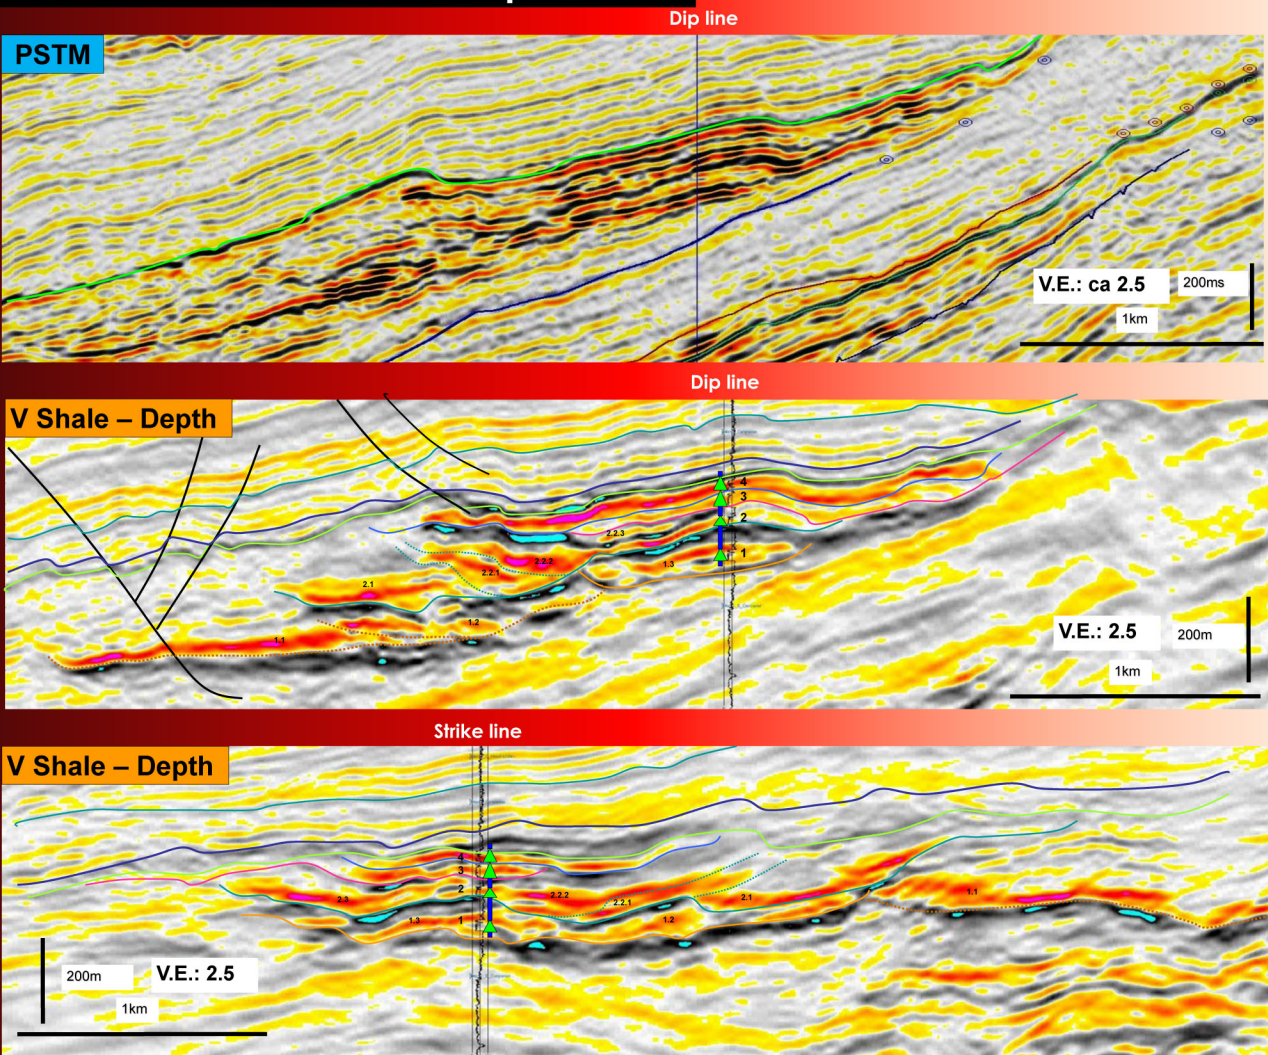 Dip line
PSTM
V.E.: ca 2.5
200ms
1km
Dip line
V Shale – Depth
4
3
2
2.2.3
1
2.2.2
1.3
2.2.1
2.1
1.2
V.E.: 2.5
200m
1.1
1km
Strike line
V Shale – Depth
4
3
2
1.1
2.3
2.2.2
2.1
2.2.1
1.3
1
1.2
200m
V.E.: 2.5
1km